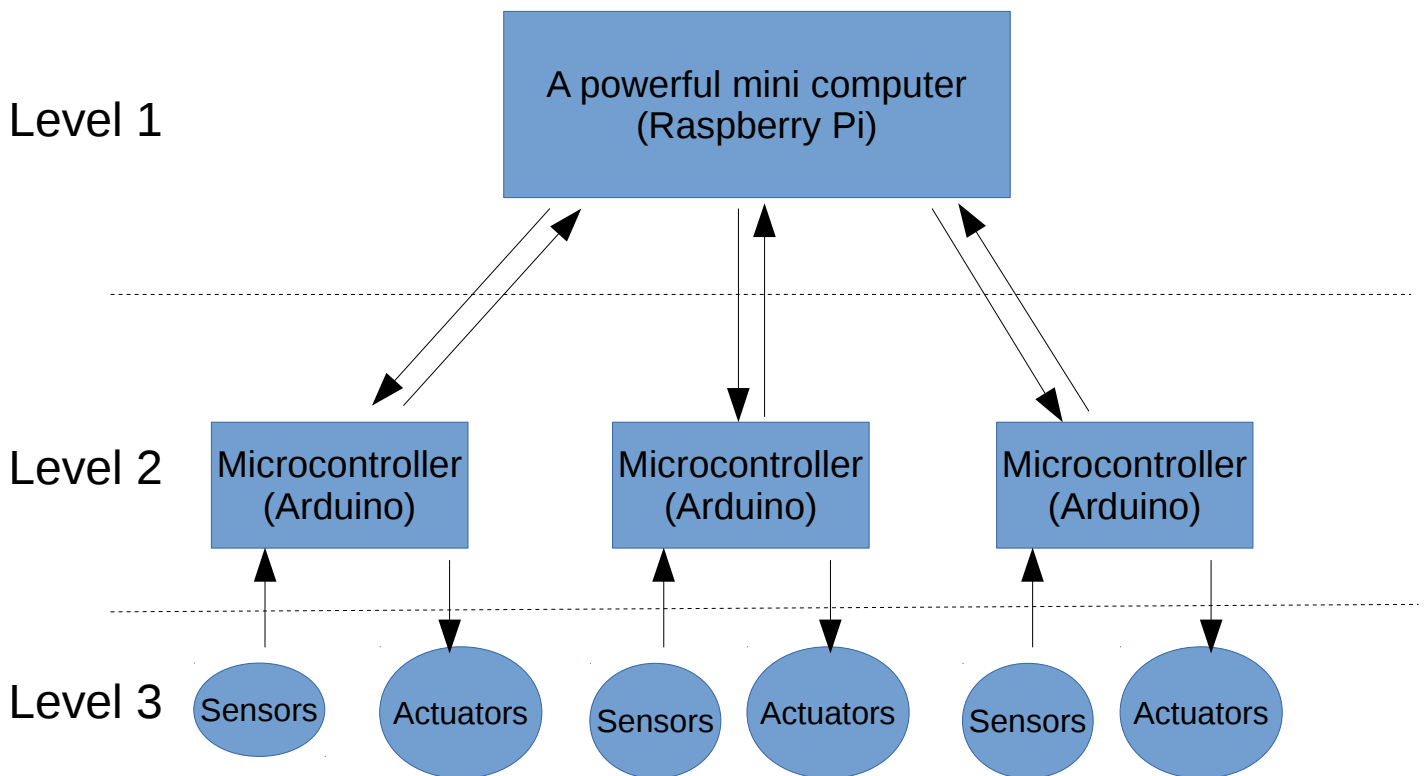 Level 1
A powerful mini computer
(Raspberry Pi)
Level 2
Microcontroller
(Arduino)
Microcontroller
(Arduino)
Microcontroller
(Arduino)
Level 3
Sensors
Actuators
Sensors
Actuators
Sensors
Actuators